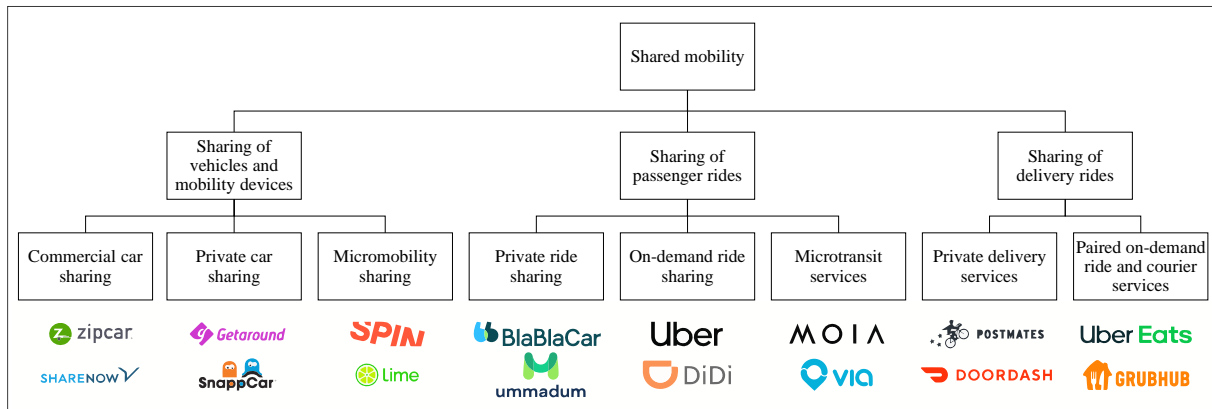 Shared mobility
Sharing of
vehicles and
mobility devices
Sharing of
passenger rides
Sharing of
delivery rides
Commercial car
sharing
Private car
sharing
Micromobility
sharing
Private ride
sharing
On-demand ride
sharing
Microtransit
services
Private delivery
services
Paired on-demand
ride and courier
services
zipcar
Getaround
SPIN
BlaBlaCar
Uber
MOIA
POSTMATES
Uber Eats
SHARENOW
SnappCar
Lime
ummadum
DiDi
via
DOORDASH
GRUBHUB